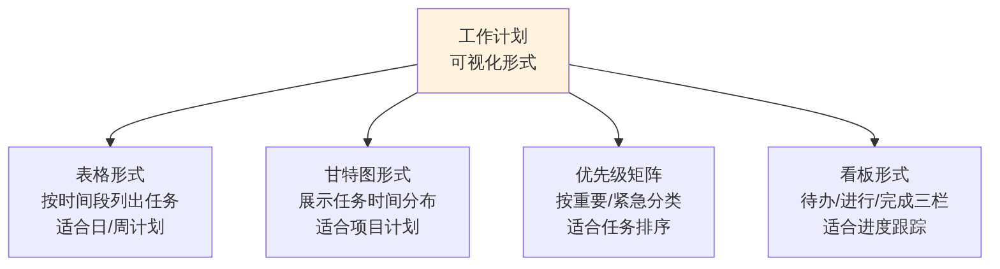 工作计划
可视化形式
表格形式
按时间段列出任务
适合日/周计划
甘特图形式
展示任务时间分布
适合项目计划
优先级矩阵
按重要/紧急分类
适合任务排序
看板形式
待办/进行/完成三栏
适合进度跟踪